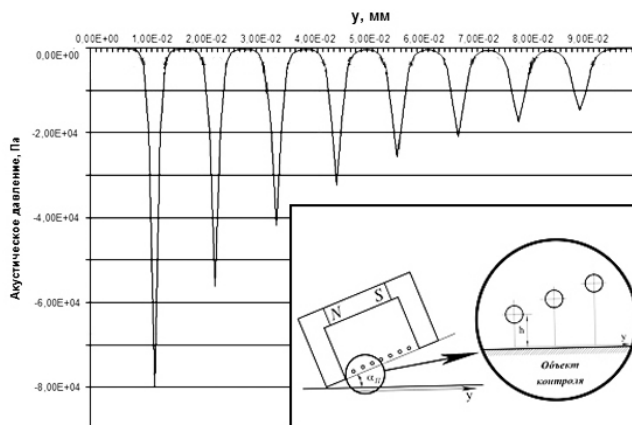 y, мм
0,00E+00 1,00E-02 2,00E-02 3,00E-02 4,00E-02 5,00E-02 6,00E-02 7,00E-02 8,00E-02 9,00E-02
0,00E+00
-2,00E+04
-4,00E+04
-6,00E+04
-8,00E+04
Акустическое давление, Па
N S
α П
y
h
y
Объект
контроля